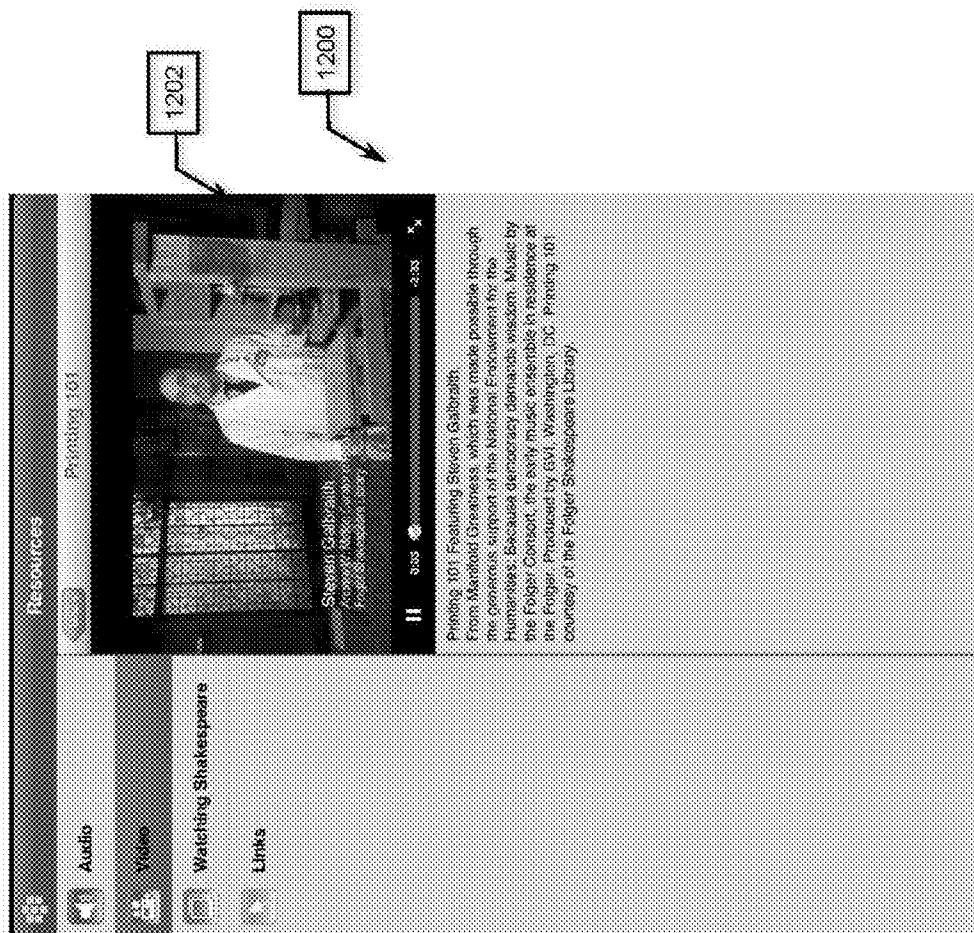 Resources
Audio
Video
Watching Shakespeare
Links
Printing 101
Steven Galbraith
0:05
-2:33
Printing 101 Featuring Steven Galbraith
From Manifold Greatness, which was made possible through
the generous support of the National Endowment for the
Humanities: Because democracy demands wisdom. Music by
the Folger Consort, the early music ensemble in residence at
the Folger. Produced by GVI, Washington, DC. Printing 101
courtesy of the Folger Shakespeare Library.
1202
1200